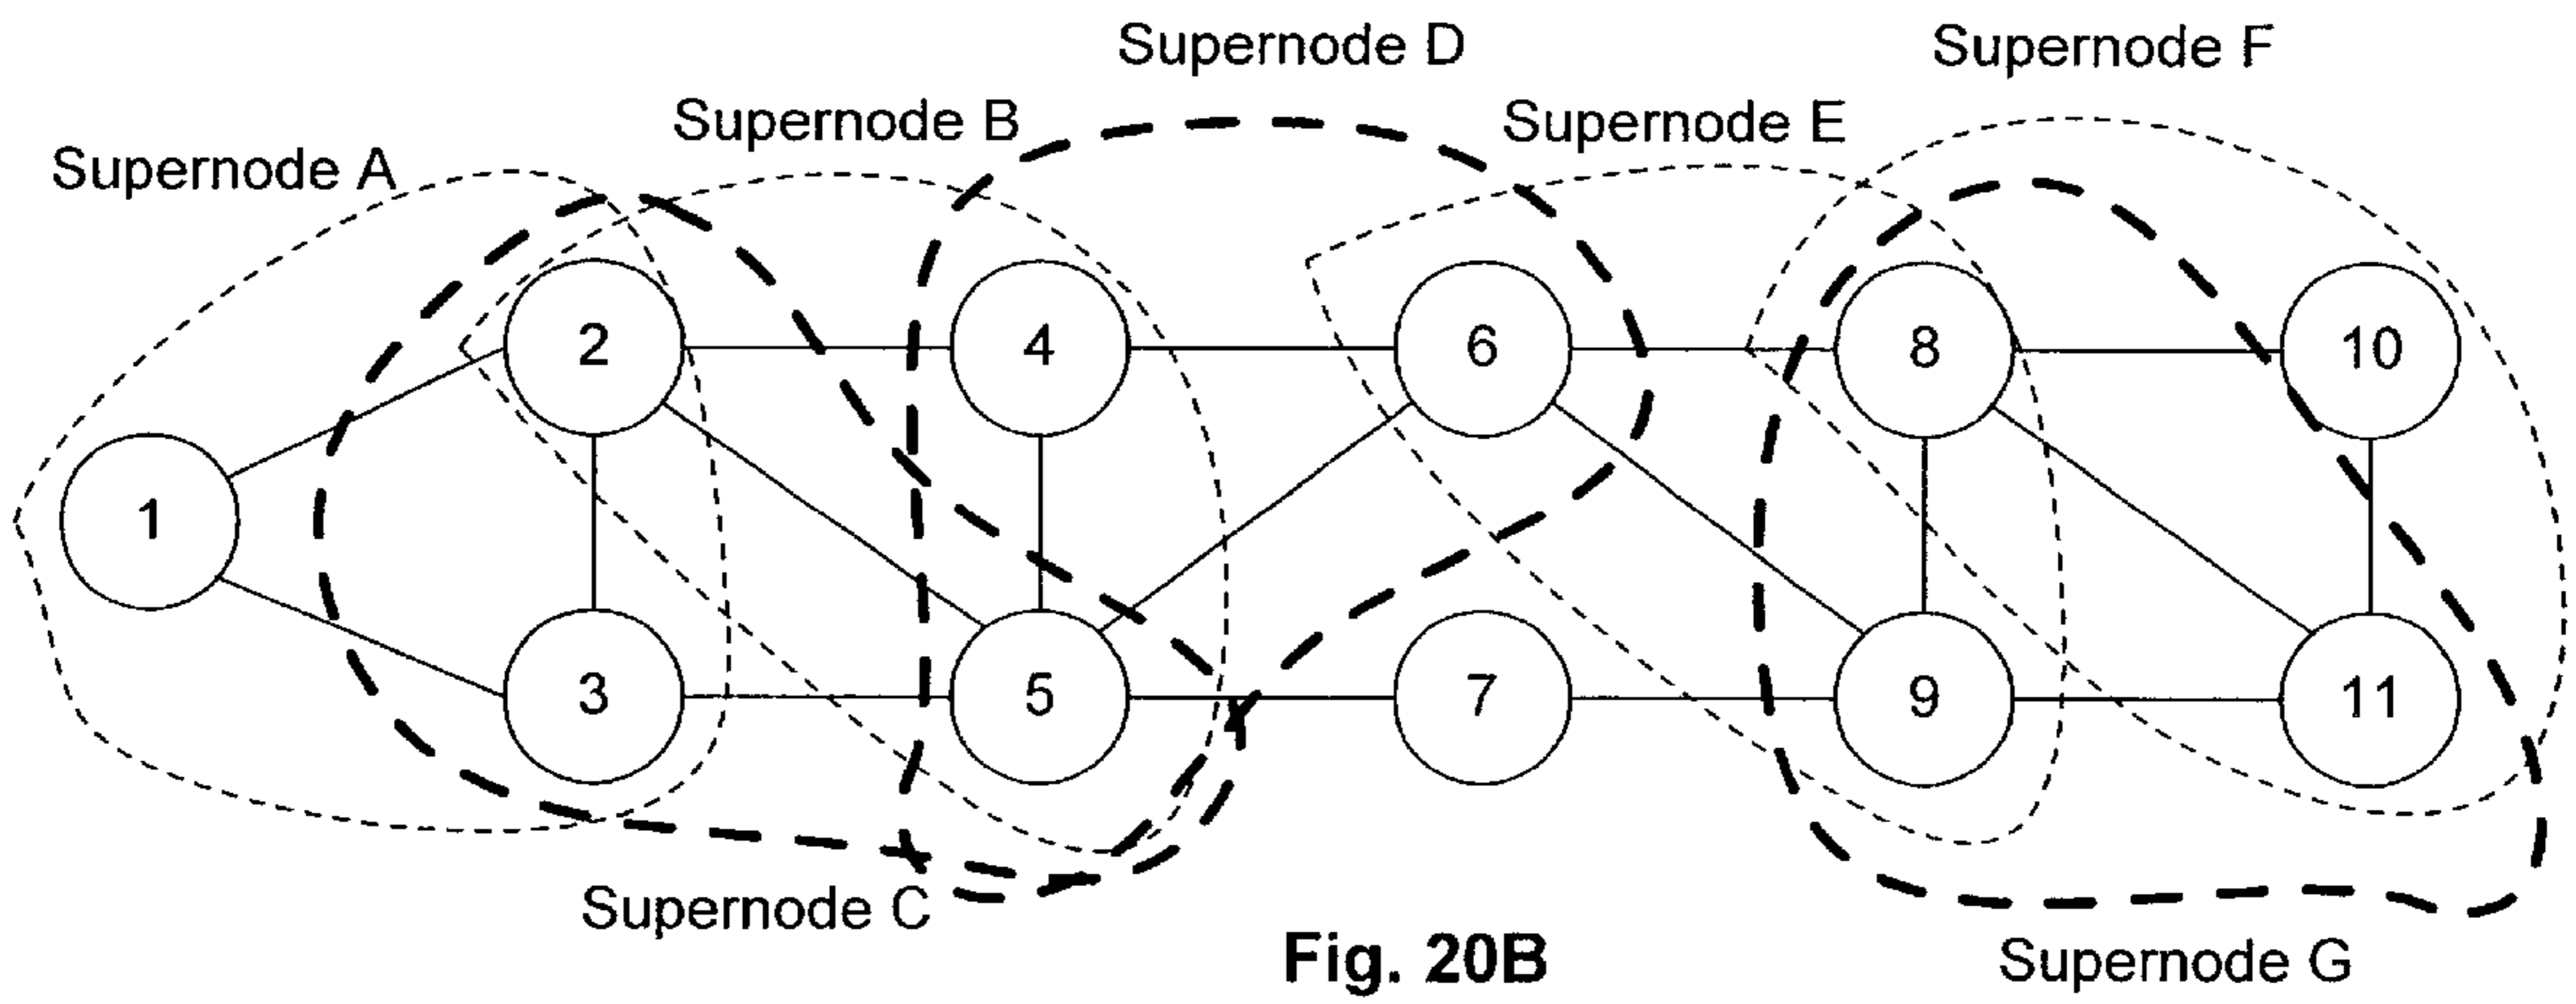 Supernode D
Supernode F
Supernode B
Supernode E
Supernode A
2
4
6
8
10
1
3
5
7
9
11
Supernode C
Fig. 20B
Supernode G